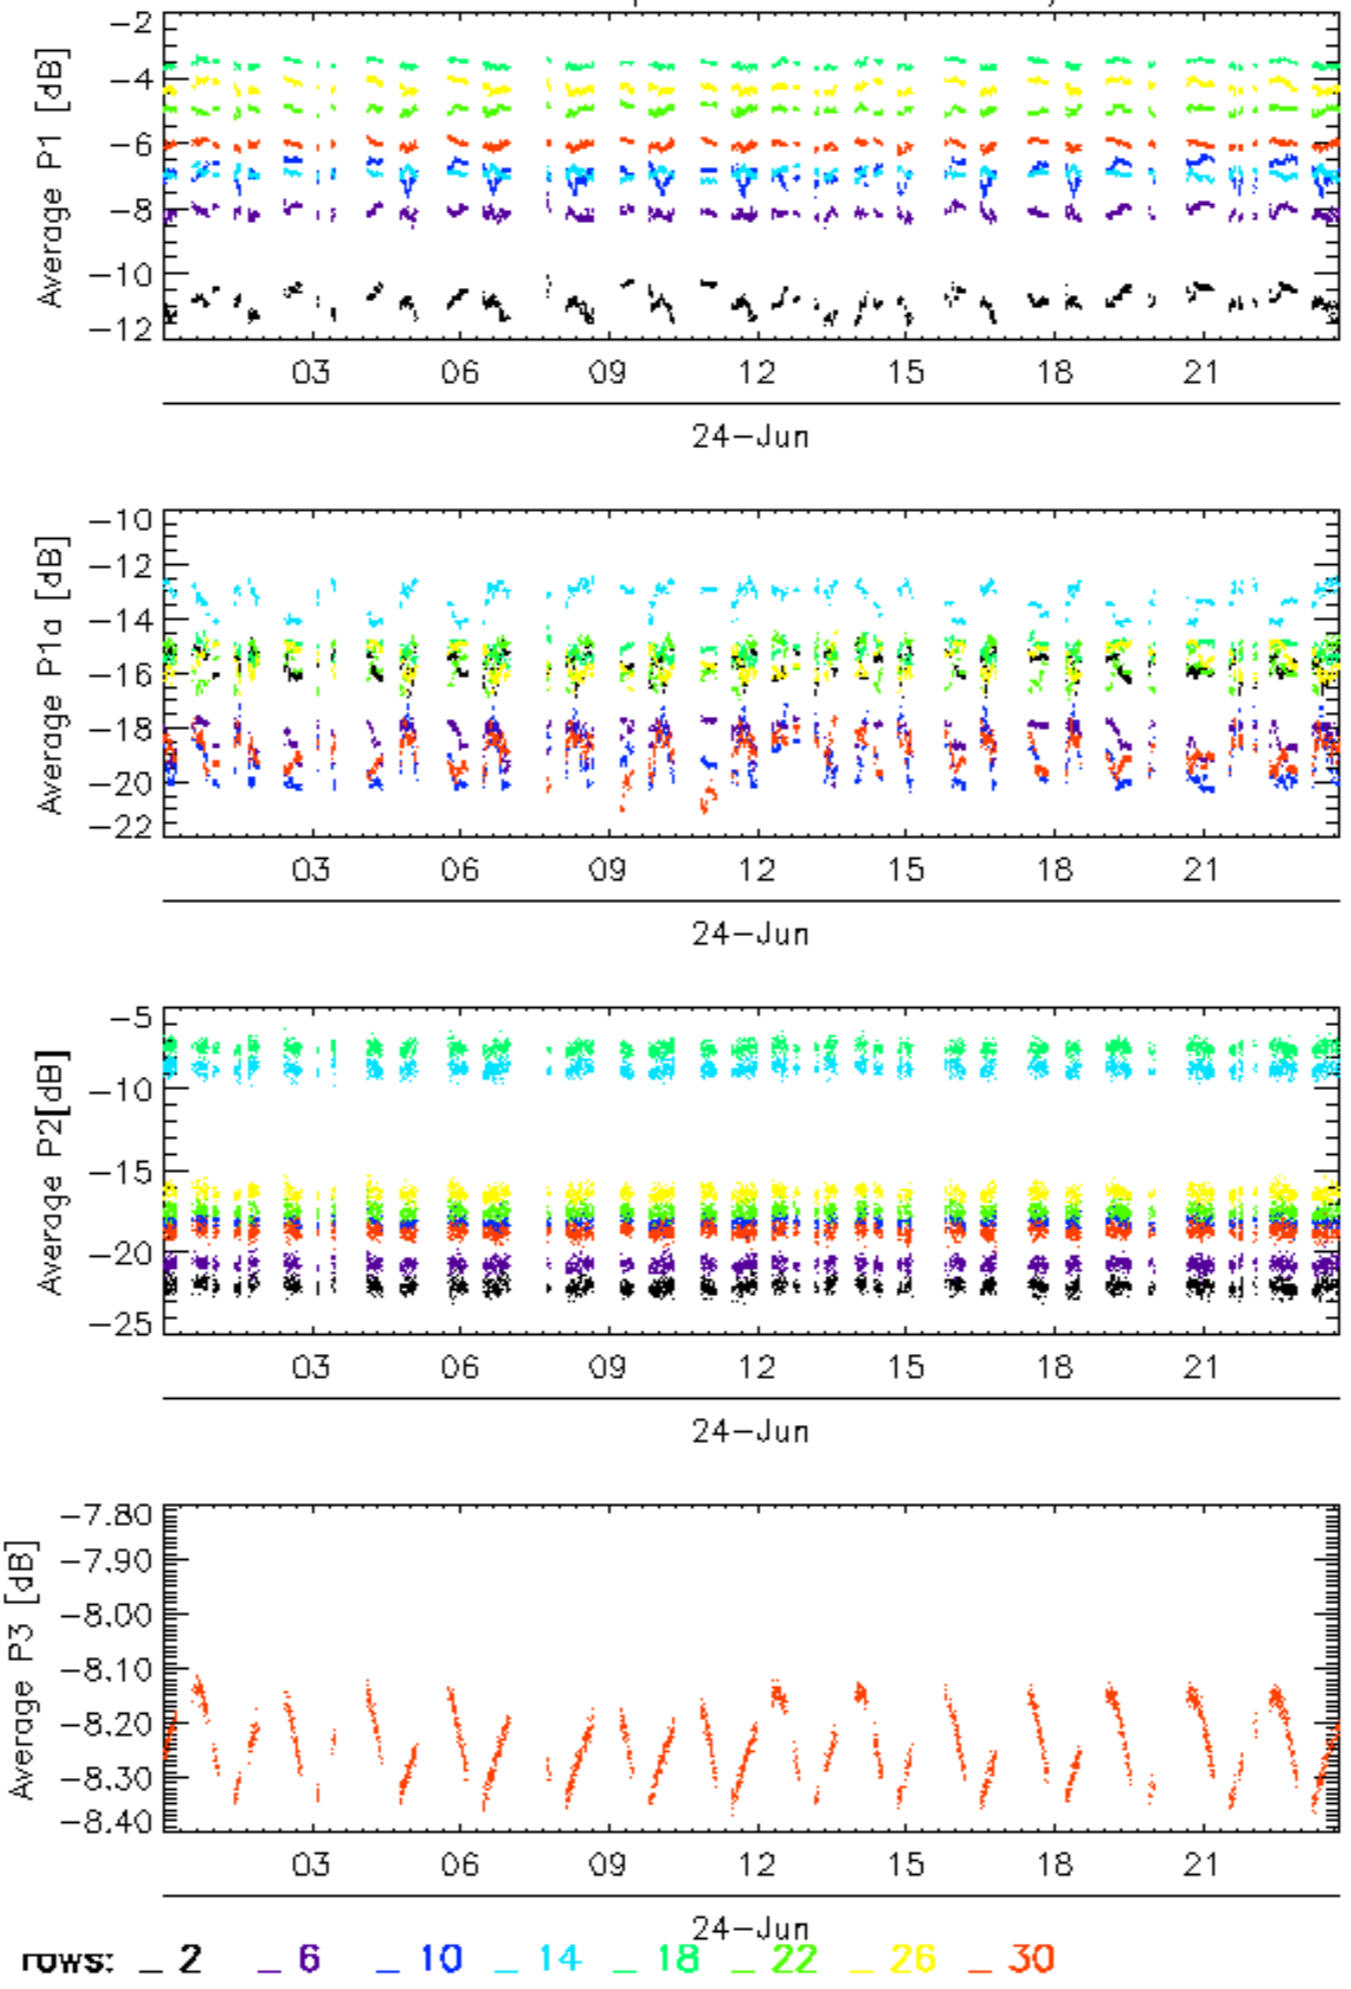 Average P1 [dB]
-2
-4
-6
-8
-10
-12
03 06 09 12 15 18 21
24-Jun
Average P1a [dB]
-10
-12
-14
-16
-18
-20
-22
03 06 09 12 15 18 21
24-Jun
Average P2[dB]
-5
-10
-15
-20
-25
03 06 09 12 15 18 21
24-Jun
Average P3 [dB]
-7.80
-7.90
-8.00
-8.10
-8.20
-8.30
-8.40
03 06 09 12 15 18 21
24-Jun
rows: _ 2 _ 6 _ 10 _ 14 _ 18 _ 22 _ 26 _ 30